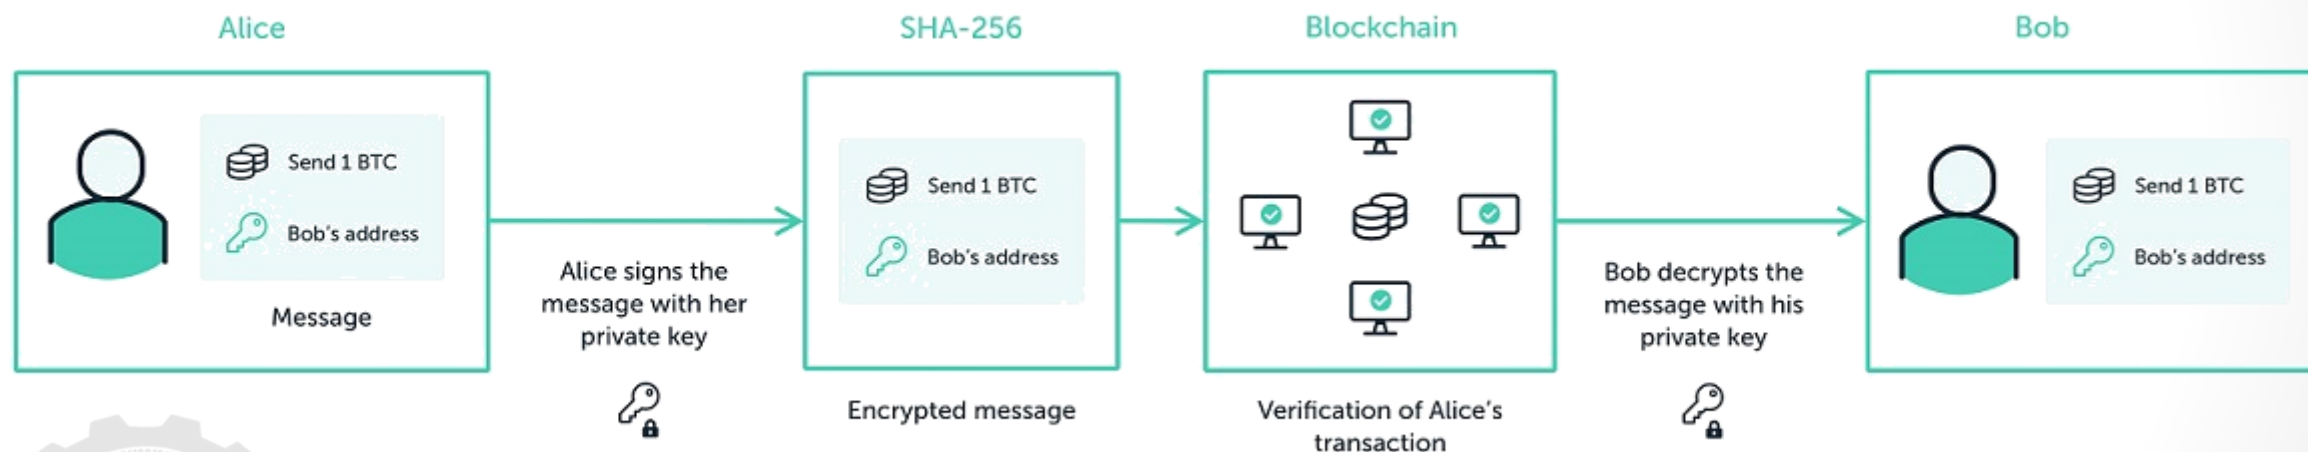 Alice
SHA-256
Blockchain
Bob
Send 1 BTC
Bob's address
Message
Alice signs the
message with her
private key
Send 1 BTC
Bob's address
Encrypted message
Verification of Alice's
transaction
Bob decrypts the
message with his
private key
Send 1 BTC
Bob's address